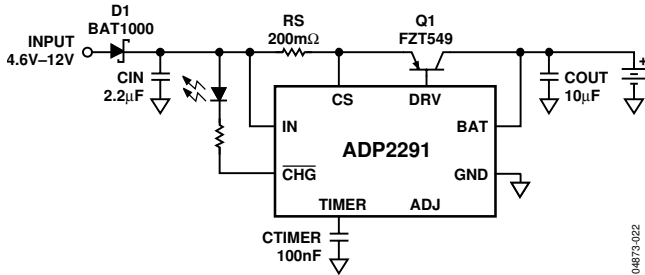 D1
BAT1000
RS
200mΩ
Q1
FZT549
INPUT
4.6V–12V
CIN
2.2μF
COUT
10μF
+
CS
DRV
IN
BAT
ADP2291
CHG
GND
TIMER
ADJ
CTIMER
100nF
04873-022